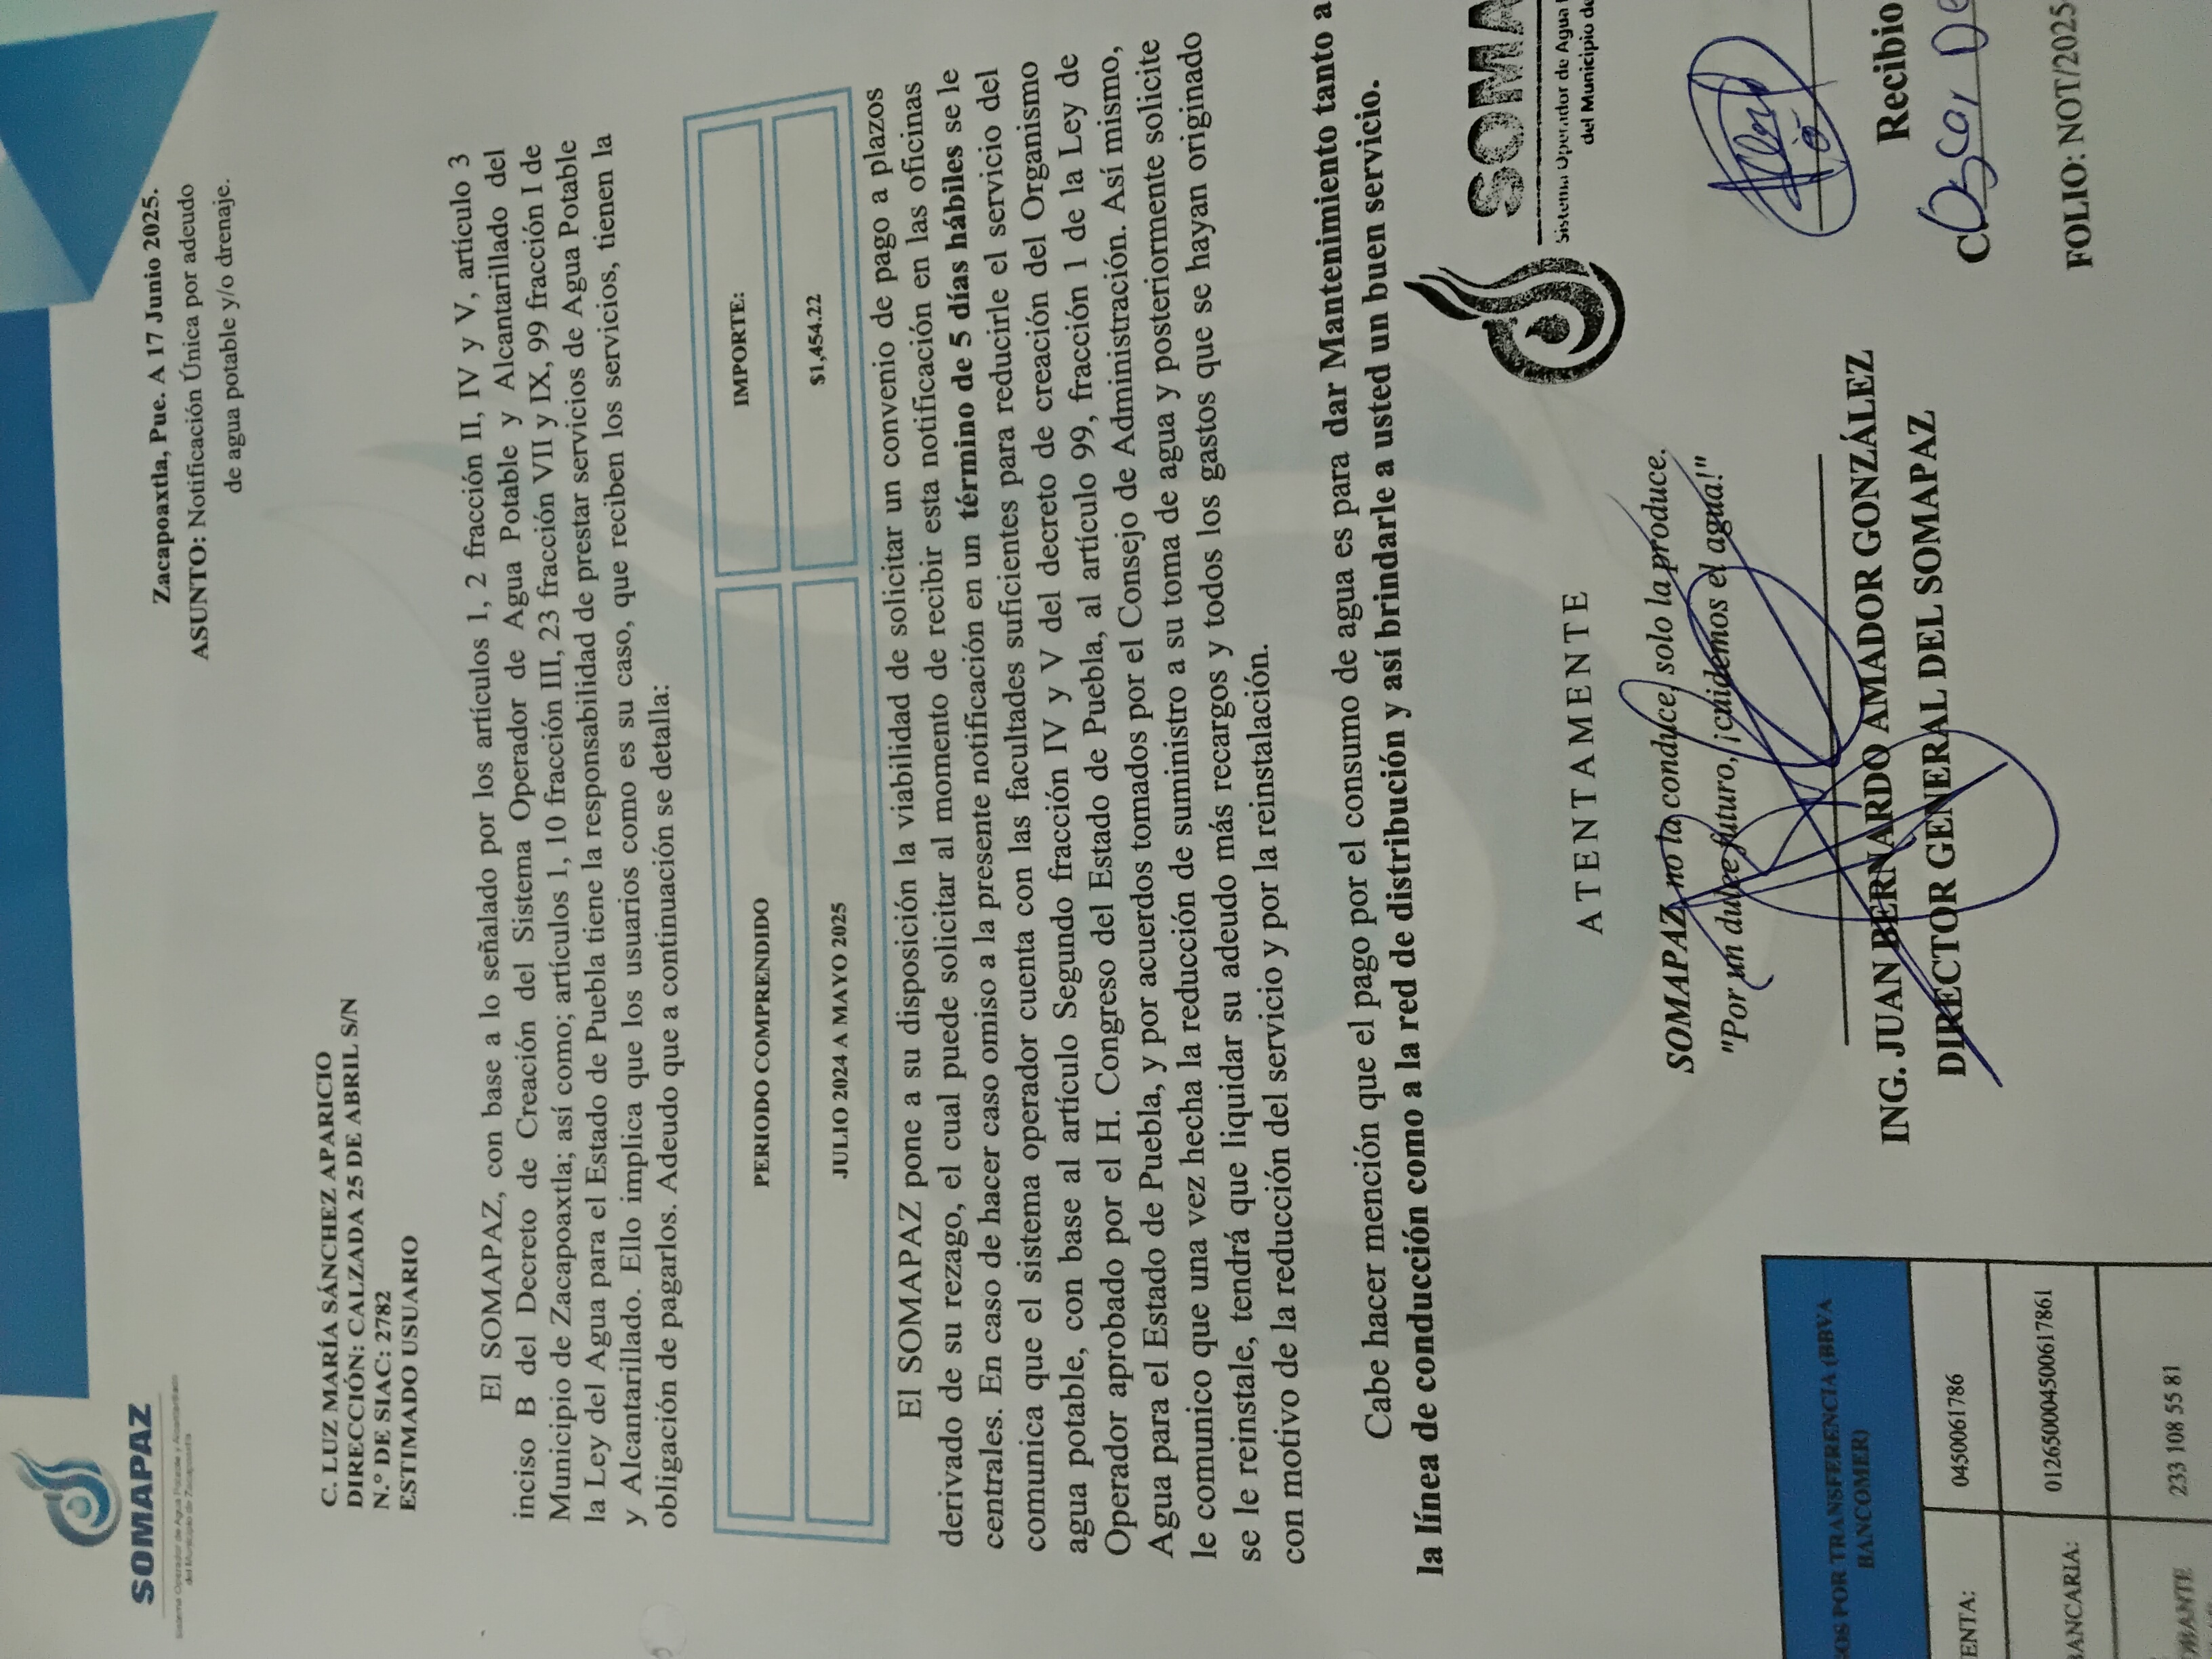 SOMAPAZ
Sistema Operador de Agua Potable y Alcantarillado
del Municipio de Zacapoaxtla
Zacapoaxtla, Pue. A 17 Junio 2025.
ASUNTO: Notificación Única por adeudo
de agua potable y/o drenaje.
C. LUZ MARÍA SÁNCHEZ APARICIO
DIRECCIÓN: CALZADA 25 DE ABRIL S/N
N.º DE SIAC: 2782
ESTIMADO USUARIO
El SOMAPAZ, con base a lo señalado por los artículos 1, 2 fracción II, IV y V, artículo 3
inciso B del Decreto de Creación del Sistema Operador de Agua Potable y Alcantarillado del
Municipio de Zacapoaxtla; así como; artículos 1, 10 fracción III, 23 fracción VII y IX, 99 fracción I de
la Ley del Agua para el Estado de Puebla tiene la responsabilidad de prestar servicios de Agua Potable
y Alcantarillado. Ello implica que los usuarios como es su caso, que reciben los servicios, tienen la
obligación de pagarlos. Adeudo que a continuación se detalla:
PERIODO COMPRENDIDO
IMPORTE:
JULIO 2024 A MAYO 2025
$1,454.22
El SOMAPAZ pone a su disposición la viabilidad de solicitar un convenio de pago a plazos
derivado de su rezago, el cual puede solicitar al momento de recibir esta notificación en las oficinas
centrales. En caso de hacer caso omiso a la presente notificación en un término de 5 días hábiles se le
comunica que el sistema operador cuenta con las facultades suficientes para reducirle el servicio del
agua potable, con base al artículo Segundo fracción IV y V del decreto de creación del Organismo
Operador aprobado por el H. Congreso del Estado de Puebla, al artículo 99, fracción 1 de la Ley de
Agua para el Estado de Puebla, y por acuerdos tomados por el Consejo de Administración. Así mismo,
le comunico que una vez hecha la reducción de suministro a su toma de agua y posteriormente solicite
se le reinstale, tendrá que liquidar su adeudo más recargos y todos los gastos que se hayan originado
con motivo de la reducción del servicio y por la reinstalación.
Cabe hacer mención que el pago por el consumo de agua es para dar Mantenimiento tanto a
la línea de conducción como a la red de distribución y así brindarle a usted un buen servicio.
SOMA
Sistema Operador de Agua
del Municipio de
ATENTAMENTE
SOMAPAZ, no la conduce, solo la produce.
"Por un dulce futuro, ¡cuidemos el agua!"
ING. JUAN BERNARDO AMADOR GONZÁLEZ
DIRECTOR GENERAL DEL SOMAPAZ
Recibio
C. Oscar De
FOLIO: NOT/2025
GOS POR TRANSFERENCIA (BBVA
BANCOMER)
ENTA:
0450061786
BANCARIA:
012650004500617861
233 108 55 81